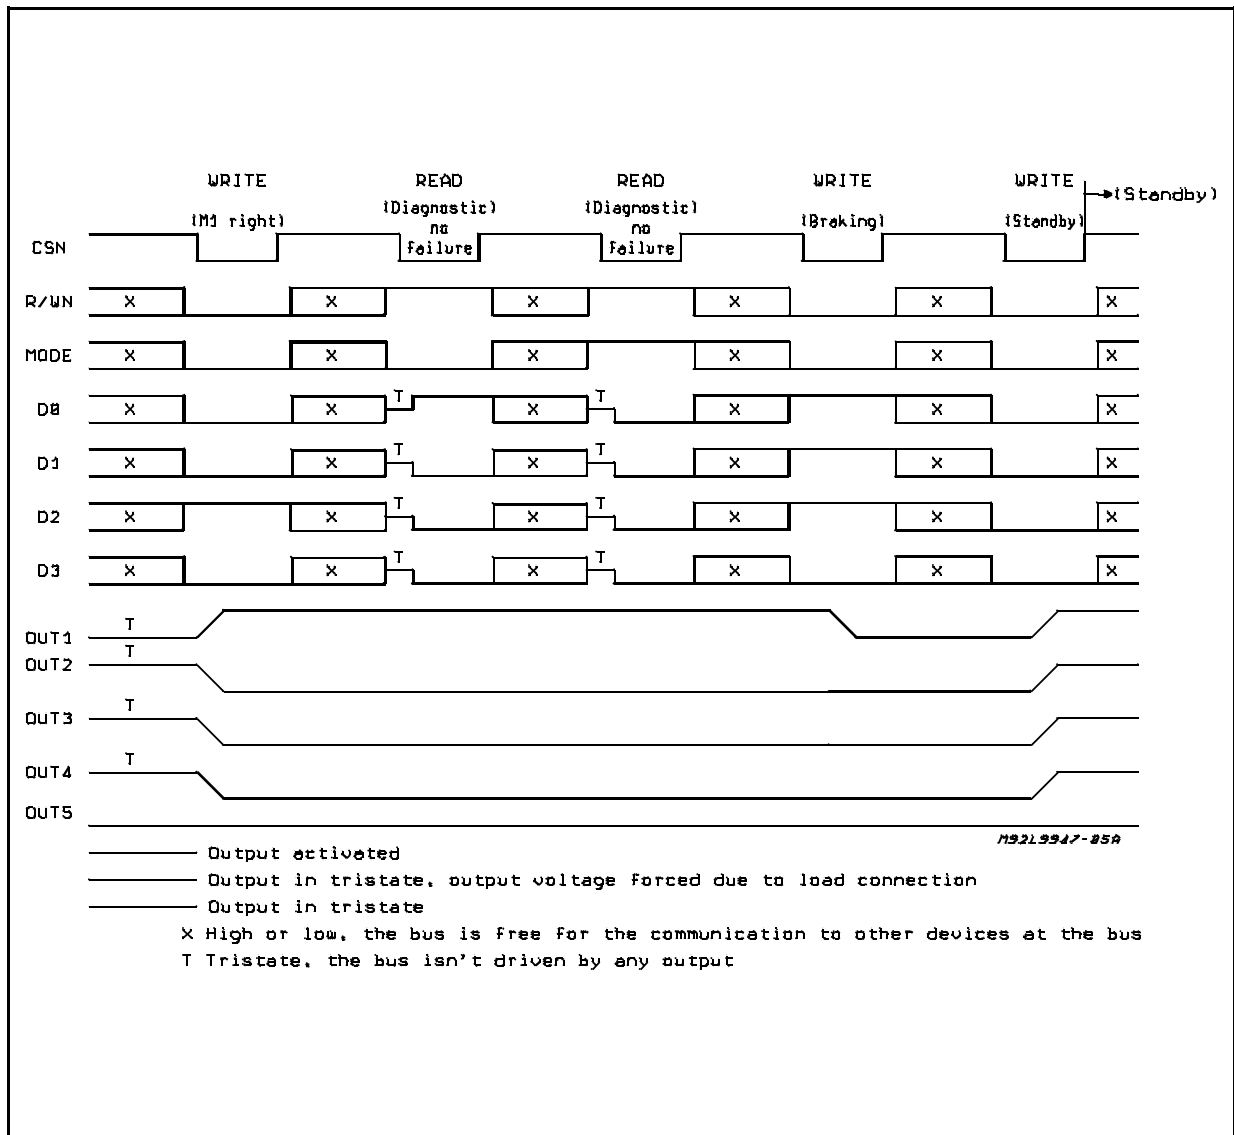 WRITE READ READ WRITE WRITE
(Standby)
(M1 right) (Diagnostic) no failure (Diagnostic) no failure (Braking) (Standby)
CSN
R/WN X X X X X X
MODE X X X X X X
D0 X X T X T X X X
D1 X X T X T X X X
D2 X X T X T X X X
D3 X X T X T X X X
T
OUT1
T
OUT2
T
OUT3
T
OUT4
OUT5
M92L9947-05A
Output activated
Output in tristate, output voltage forced due to load connection
Output in tristate
X High or low, the bus is free for the communication to other devices at the bus
T Tristate, the bus isn't driven by any output